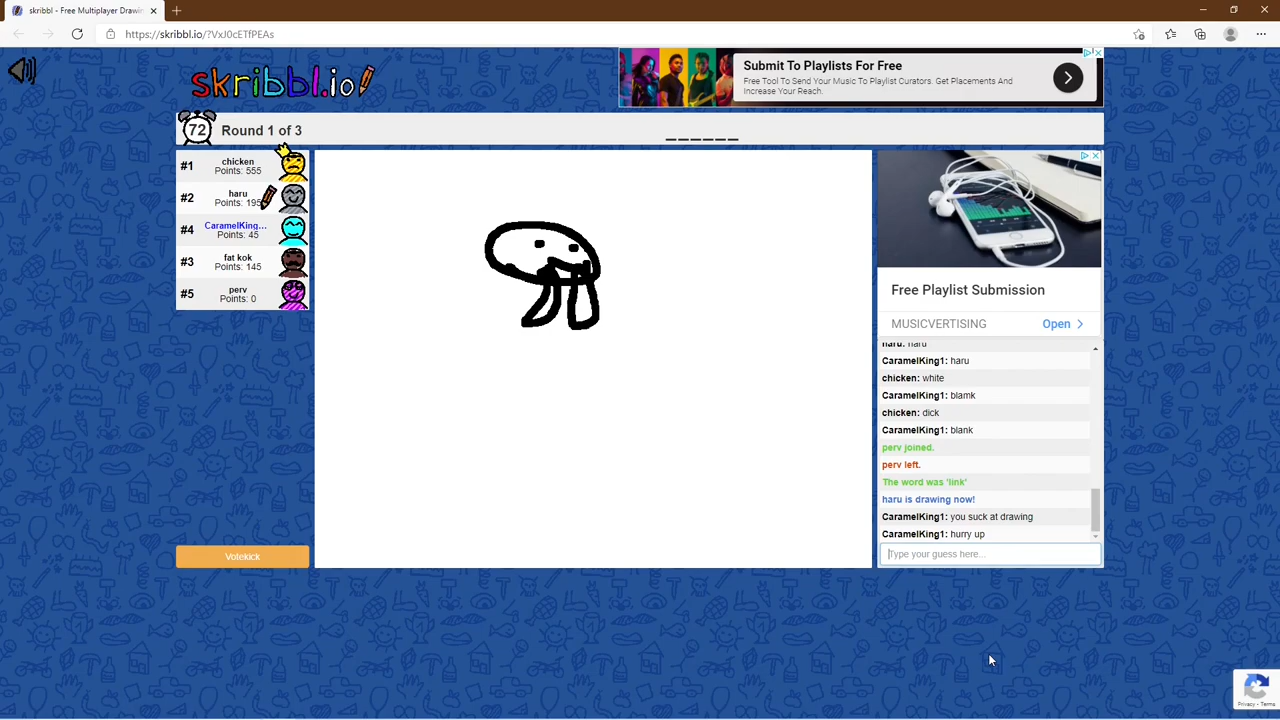 skribbl - Free Multiplayer Drawin
https://skribbl.io/?VxJ0cETfPEAs
skribbl.io
Submit To Playlists For Free
Free Tool To Send Your Music To Playlist Curators. Get Placements And
Increase Your Reach.
72
Round 1 of 3
______
#1
chicken
Points: 555
#2
haru
Points: 195
#4
CaramelKing...
Points: 45
#3
fat kok
Points: 145
#5
perv
Points: 0
Votekick
Free Playlist Submission
MUSICVERTISING
Open
haru: haru
CaramelKing1: haru
chicken: white
CaramelKing1: blamk
chicken: dick
CaramelKing1: blank
perv joined.
perv left.
The word was 'link'
haru is drawing now!
CaramelKing1: you suck at drawing
CaramelKing1: hurry up
Type your guess here...
Privacy - Terms